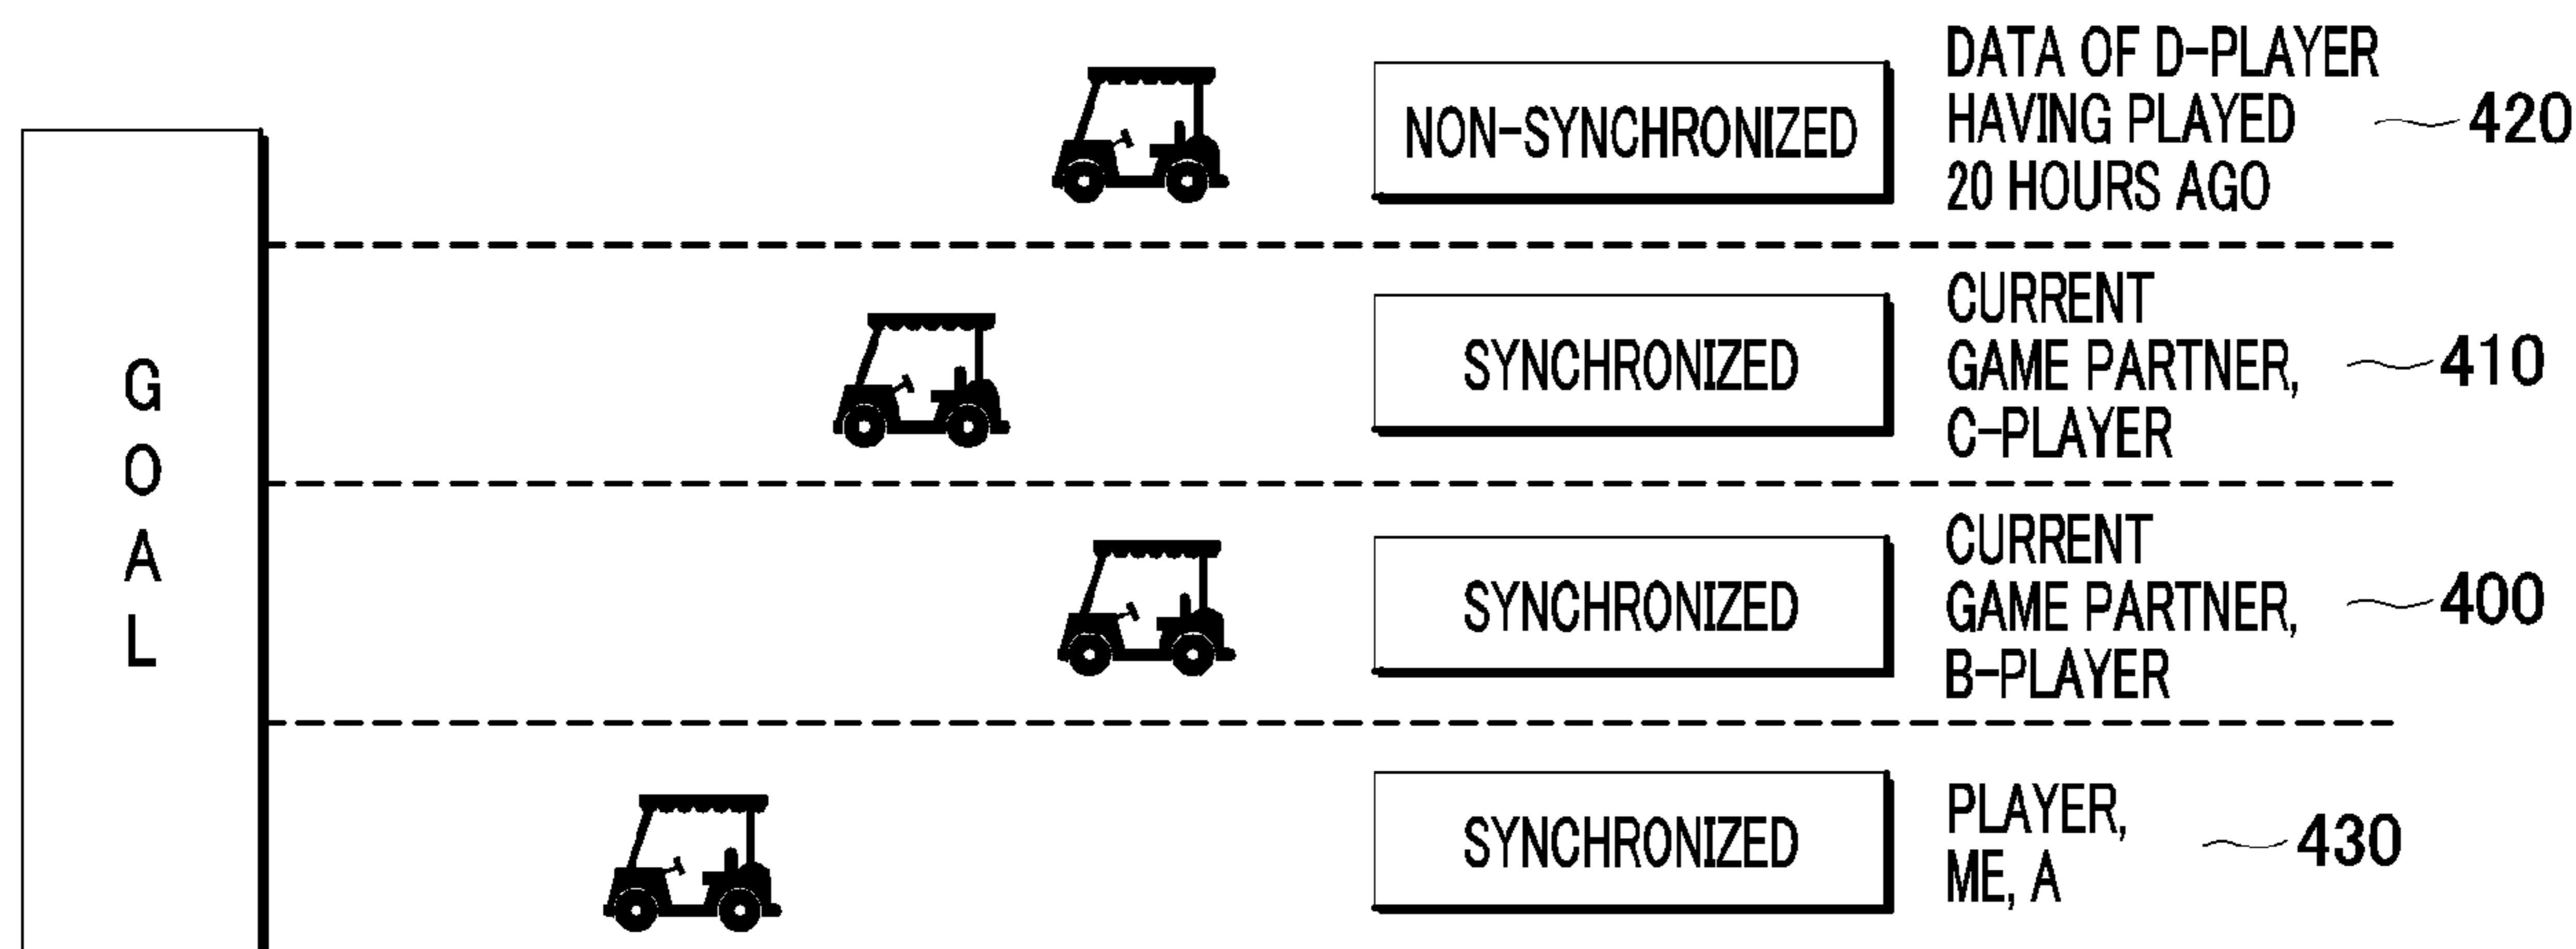 GOAL
NON-SYNCHRONIZED
DATA OF D-PLAYER
HAVING PLAYED
20 HOURS AGO
420
SYNCHRONIZED
CURRENT
GAME PARTNER,
C-PLAYER
410
SYNCHRONIZED
CURRENT
GAME PARTNER,
B-PLAYER
400
SYNCHRONIZED
PLAYER,
ME, A
430